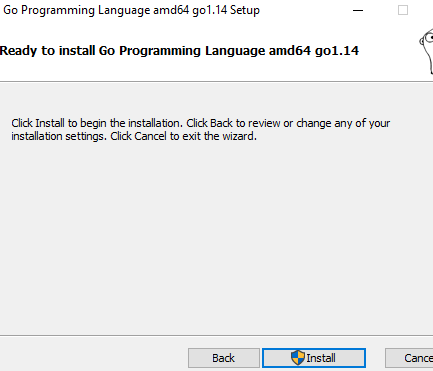 Go Programming Language amd64 go1.14 Setup
Ready to install Go Programming Language amd64 go1.14
Click Install to begin the installation. Click Back to review or change any of your
installation settings. Click Cancel to exit the wizard.
Back
Install
Cance